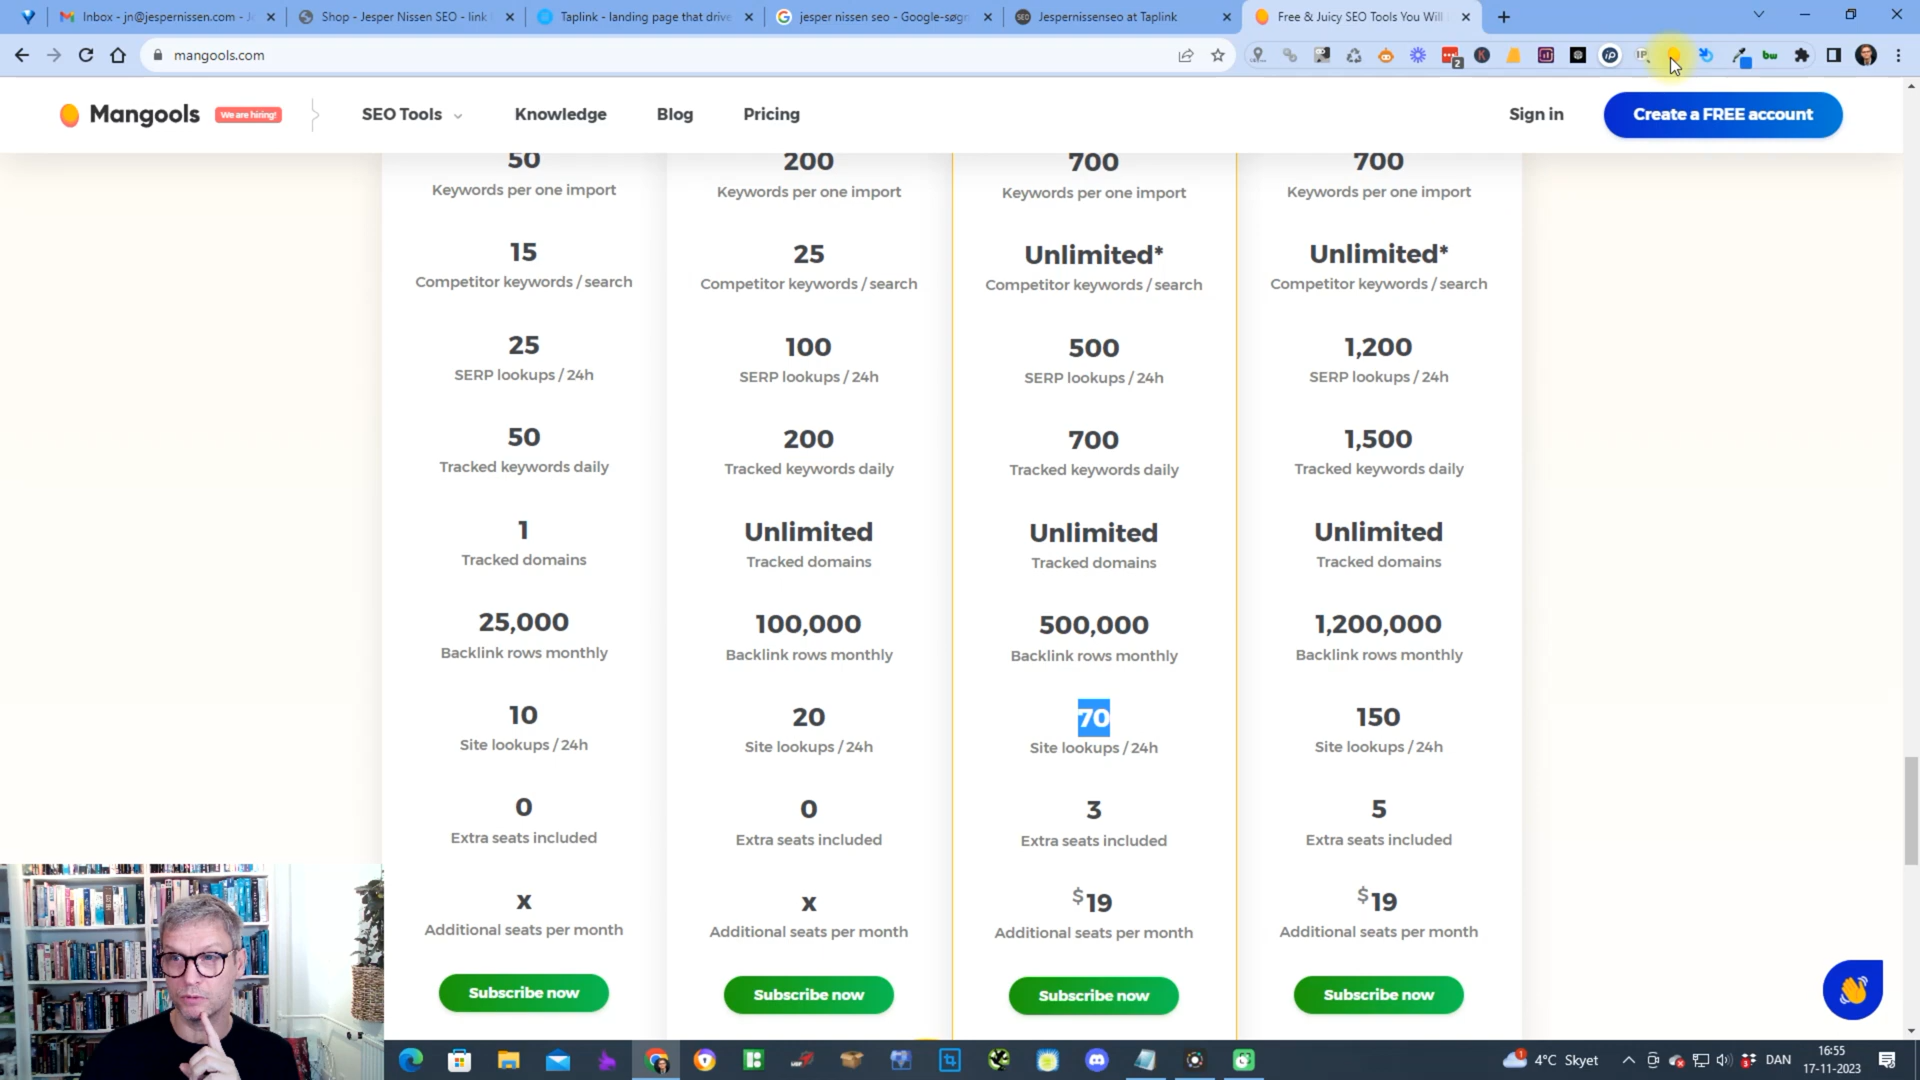 Inbox - jn@jespernissen.com - J
Shop - Jesper Nissen SEO - link
Taplink - landing page that drive
jesper nissen seo - Google-søgn
Jespernissenseo at Taplink
Free & Juicy SEO Tools You Will
mangools.com
Mangools
We are hiring!
SEO Tools
Knowledge
Blog
Pricing
Sign in
Create a FREE account
50
200
700
700
Keywords per one import
Keywords per one import
Keywords per one import
Keywords per one import
15
25
Unlimited*
Unlimited*
Competitor keywords / search
Competitor keywords / search
Competitor keywords / search
Competitor keywords / search
25
100
500
1,200
SERP lookups / 24h
SERP lookups / 24h
SERP lookups / 24h
SERP lookups / 24h
50
200
700
1,500
Tracked keywords daily
Tracked keywords daily
Tracked keywords daily
Tracked keywords daily
1
Unlimited
Unlimited
Unlimited
Tracked domains
Tracked domains
Tracked domains
Tracked domains
25,000
100,000
500,000
1,200,000
Backlink rows monthly
Backlink rows monthly
Backlink rows monthly
Backlink rows monthly
10
20
70
150
Site lookups / 24h
Site lookups / 24h
Site lookups / 24h
Site lookups / 24h
0
0
3
5
Extra seats included
Extra seats included
Extra seats included
Extra seats included
x
x
$19
$19
Additional seats per month
Additional seats per month
Additional seats per month
Additional seats per month
Subscribe now
Subscribe now
Subscribe now
Subscribe now
4°C Skyet
DAN
16:55
17-11-2023